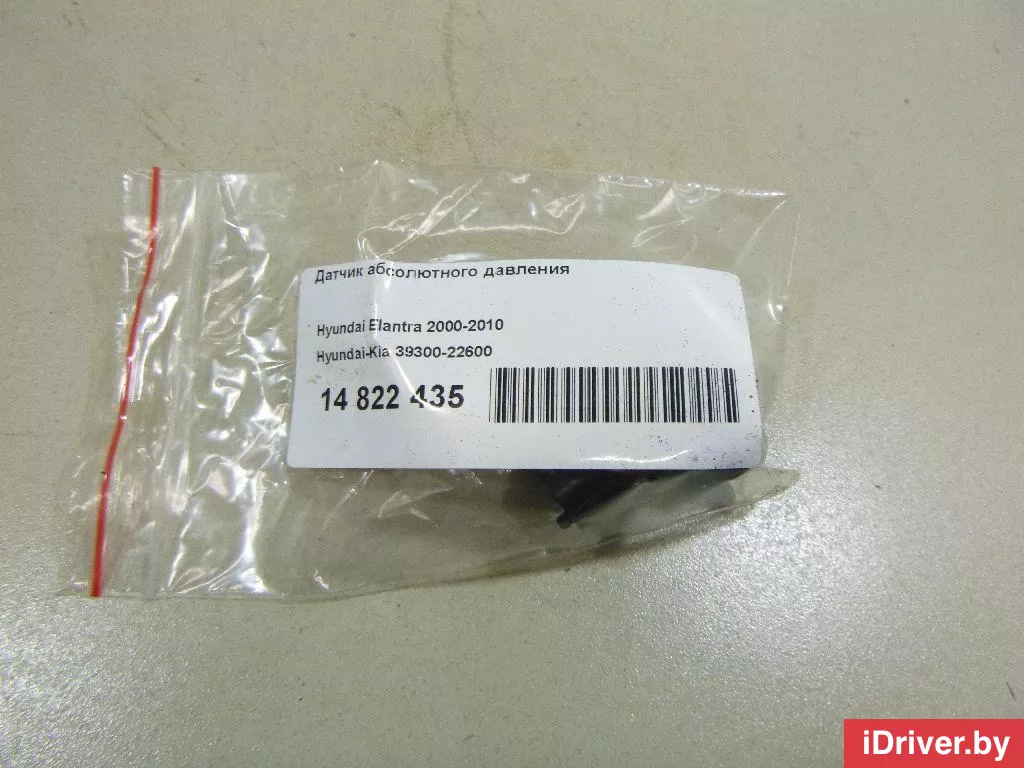 Датчик абсолютного давления
Hyundai Elantra 2000-2010
Hyundai-Kia 39300-22600
14 822 435
iDriver.by